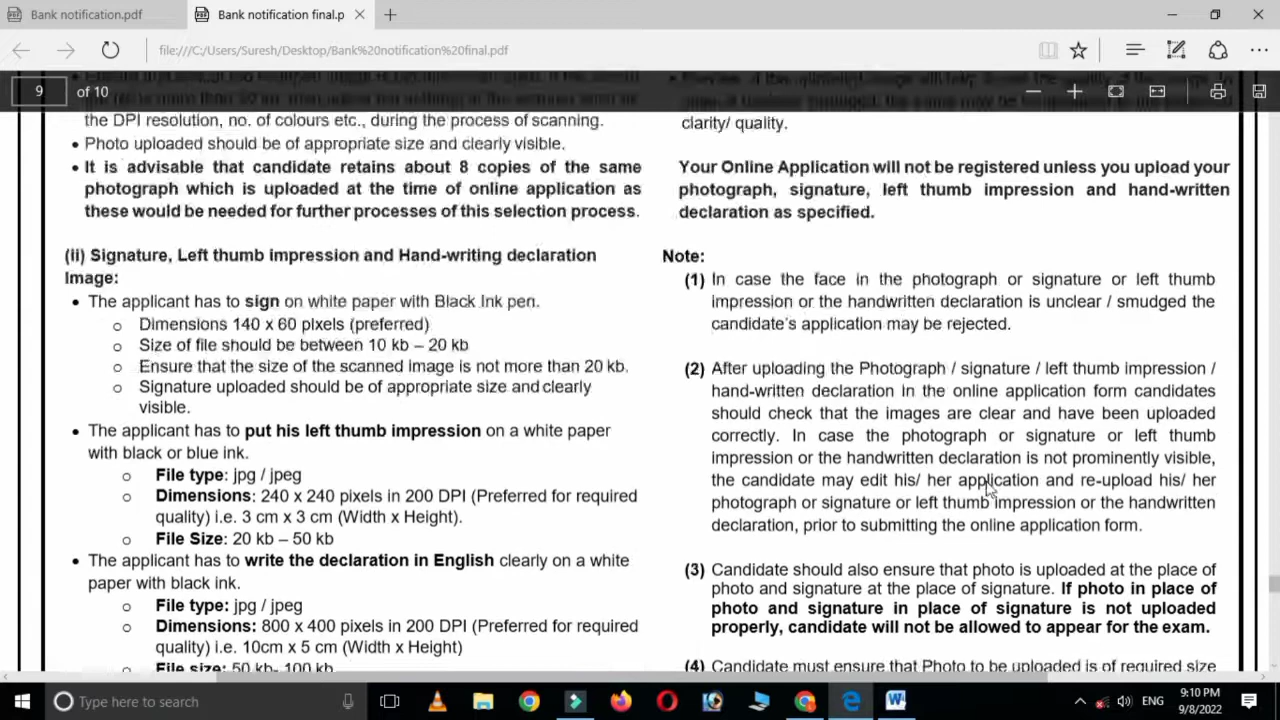 Bank notification.pdf
Bank notification final.p
file:///C:/Users/Suresh/Desktop/Bank%20notification%20final.pdf
9 of 10
the DPI resolution, no. of colours etc., during the process of scanning.
• Photo uploaded should be of appropriate size and clearly visible.
• It is advisable that candidate retains about 8 copies of the same
photograph which is uploaded at the time of online application as
these would be needed for further processes of this selection process.
(ii) Signature, Left thumb impression and Hand-writing declaration
Image:
• The applicant has to sign on white paper with Black Ink pen.
o Dimensions 140 x 60 pixels (preferred)
o Size of file should be between 10 kb – 20 kb
o Ensure that the size of the scanned image is not more than 20 kb.
o Signature uploaded should be of appropriate size and clearly
visible.
• The applicant has to put his left thumb impression on a white paper
with black or blue ink.
o File type: jpg / jpeg
o Dimensions: 240 x 240 pixels in 200 DPI (Preferred for required
quality) i.e. 3 cm x 3 cm (Width x Height).
o File Size: 20 kb – 50 kb
• The applicant has to write the declaration in English clearly on a white
paper with black ink.
o File type: jpg / jpeg
o Dimensions: 800 x 400 pixels in 200 DPI (Preferred for required
quality) i.e. 10cm x 5 cm (Width x Height)
File size: 50 kb- 100 kb
clarity/ quality.
Your Online Application will not be registered unless you upload your
photograph, signature, left thumb impression and hand-written
declaration as specified.
Note:
(1) In case the face in the photograph or signature or left thumb
impression or the handwritten declaration is unclear / smudged the
candidate's application may be rejected.
(2) After uploading the Photograph / signature / left thumb impression /
hand-written declaration in the online application form candidates
should check that the images are clear and have been uploaded
correctly. In case the photograph or signature or left thumb
impression or the handwritten declaration is not prominently visible,
the candidate may edit his/ her application and re-upload his/ her
photograph or signature or left thumb impression or the handwritten
declaration, prior to submitting the online application form.
(3) Candidate should also ensure that photo is uploaded at the place of
photo and signature at the place of signature. If photo in place of
photo and signature in place of signature is not uploaded
properly, candidate will not be allowed to appear for the exam.
(4) Candidate must ensure that Photo to be uploaded is of required size
Type here to search
ENG
9:10 PM
9/8/2022